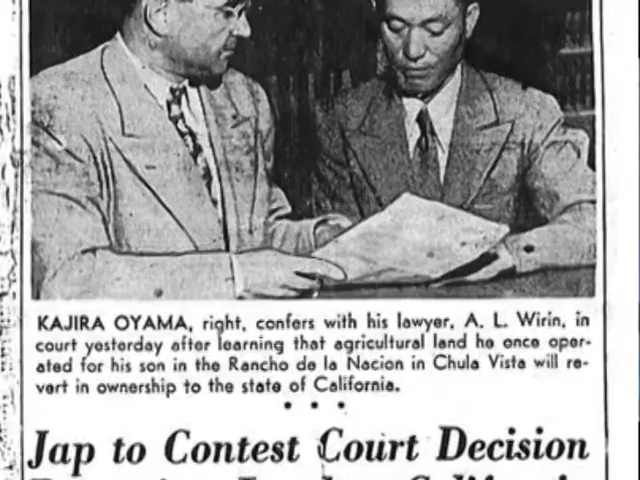 KAJIRA OYAMA, right, confers with his lawyer, A. L. Wirin, in
court yesterday after learning that agricultural land he once oper-
ated for his son in the Rancho de la Nacion in Chula Vista will re-
vert in ownership to the state of California.
• • •
Jap to Contest Court Decision